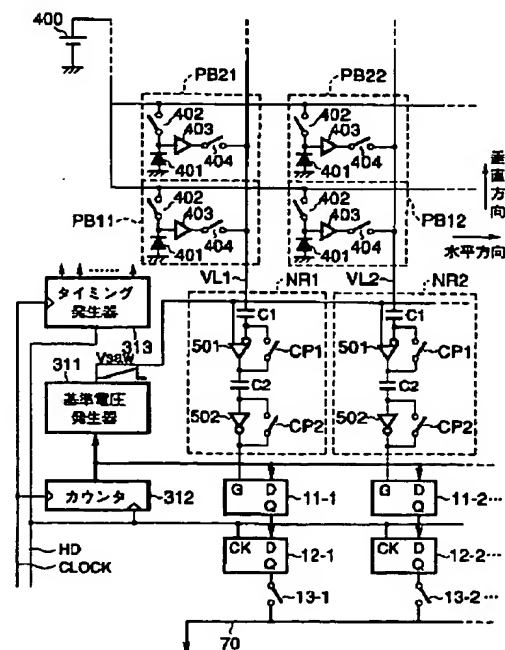 400
PB21
PB22
402
403
404
401
402
403
404
401
402
403
404
401
402
403
404
401
PB11
PB12
垂直方向
水平方向
VL1
NR1
VL2
NR2
タイミング
発生器
313
Vsaw
311
基準電圧
発生器
カウンタ
312
HD
CLOCK
C1
501
CP1
C2
502
CP2
C1
501
CP1
C2
502
CP2
G D
Q
11-1
G D
Q
11-2…
CK D
Q
12-1
CK D
Q
12-2…
13-1
13-2…
70